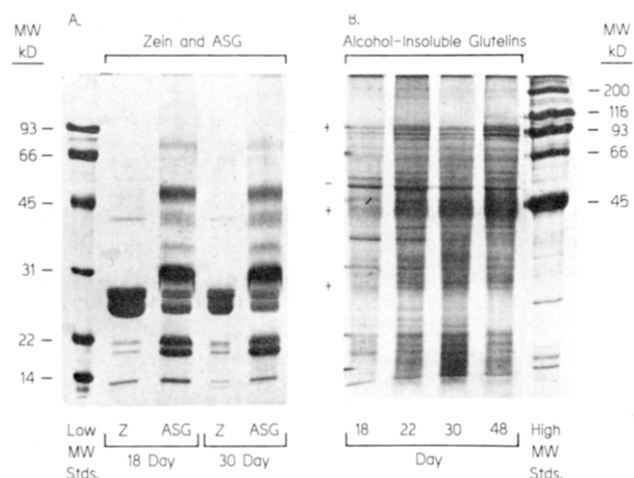 A.
MW
kD
Zein and ASG
93
66
45
31
22
14
Low
MW
Stds.
Z ASG Z ASG
18 Day 30 Day
B.
Alcohol-Insoluble Glutelins
MW
kD
200
116
93
66
45
+
-
+
+
18 22 30 48
Day
High
MW
Stds.